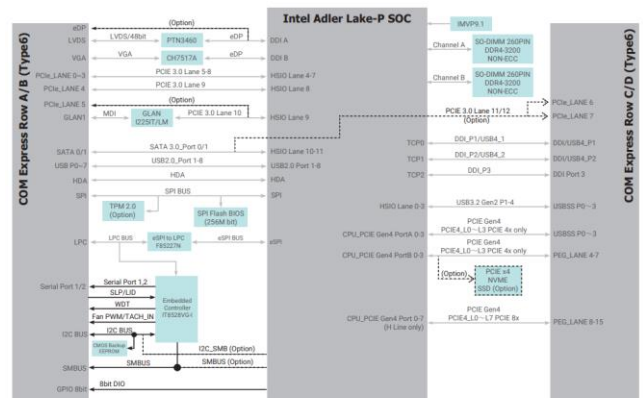 COM Express Row A/B (Type6)
Intel Adler Lake-P SOC
COM Express Row C/D (Type6)
(Option)
eDP
LVDS
LVDS/48bit
PTN3460
eDP
DDI A
VGA
VGA
CH7517A
eDP
DDI B
PCIe_LANE 0~3
PCIE 3.0 Lane 5-8
HSIO Lane 4-7
PCIe_LANE 4
PCIE 3.0 Lane 9
HSIO Lane 8
PCIe_LANE 5
(Option)
GLAN1
MDI
GLAN
I225IT/LM
PCIE 3.0 Lane 10
HSIO Lane 9
SATA 0/1
SATA 3.0_Port 0/1
HSIO Lane 10-11
USB P0~7
USB2.0_Port 1-8
USB2.0 Port 1-8
HDA
HDA
HDA
SPI
SPI BUS
SPI
TPM 2.0
(Option)
SPI Flash BIOS
(256M bit)
LPC
LPC BUS
eSPI to LPC
F85227N
eSPI BUS
eSPI
Serial Port 1/2
Serial Port 1,2
SLP/LID
WDT
Fan PWM/TACH_IN
Embedded
Controller
IT8528VG-I
I2C BUS
I2C BUS
CMOS Backup
EEPROM
I2C_SMB (Option)
SMBUS
SMBUS
SMBUS (Option)
GPIO 8bit
8bit DIO
IMVP9.1
Channel A
SO-DIMM 260PIN
DDR4-3200
NON-ECC
Channel B
SO-DIMM 260PIN
DDR4-3200
NON-ECC
PCIE 3.0 Lane 11/12
(Option)
PCIe_LANE 6
PCIe_LANE 7
TCP0
DDI_P1/USB4_1
DDI/USB4_P1
TCP1
DDI_P2/USB4_2
DDI/USB4_P2
TCP2
DDI_P3
DDI Port 3
HSIO Lane 0-3
USB3.2 Gen2 P1-4
USBSS P0~3
CPU_PCIE Gen4 PortA 0-3
PCIE Gen4
PCIE4_L0~L3 PCIE 4x only
USBSS P0~3
CPU_PCIE Gen4 PortB 0-3
PCIE Gen4
PCIE4_L0~L3 PCIE 4x only
PEG_LANE 4-7
(Option)
PCIE x4
NVME
SSD (Option)
CPU_PCIE Gen4 Port 0-7
(H Line only)
PCIE Gen4
PCIE4_L0~L7 PCIE 8x
PEG_LANE 8-15